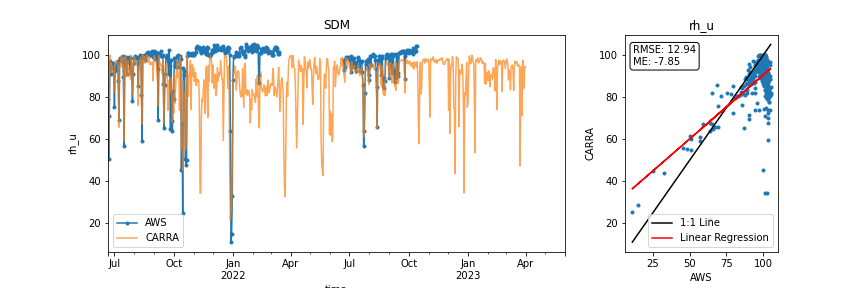 SDM
rh_u
100
80
60
40
20
AWS
CARRA
Jul
Oct
Jan
2022
Apr
Jul
Oct
Jan
2023
Apr
time
rh_u
CARRA
100
80
60
40
20
RMSE: 12.94
ME: -7.85
1:1 Line
Linear Regression
25
50
75
100
AWS